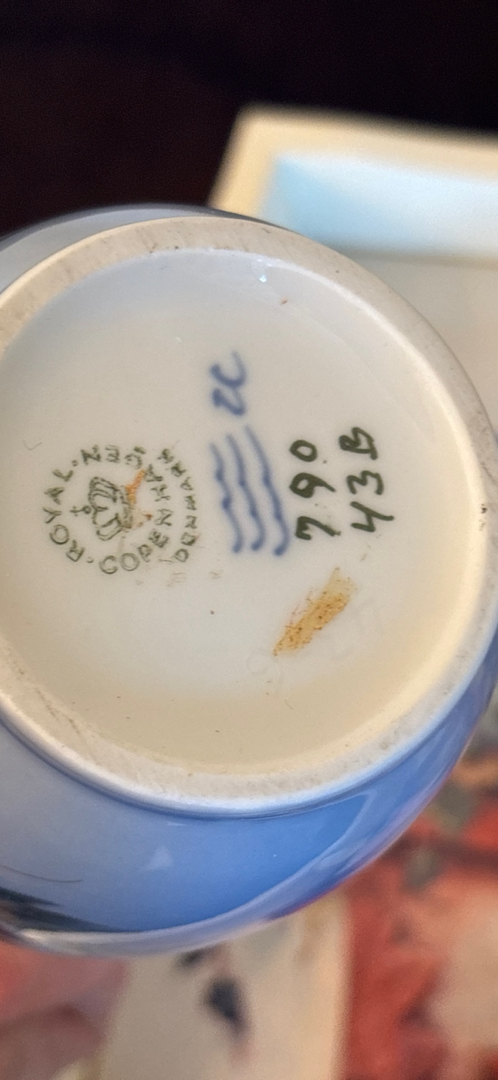 ROYAL COPENHAGEN
DENMARK
790
43B